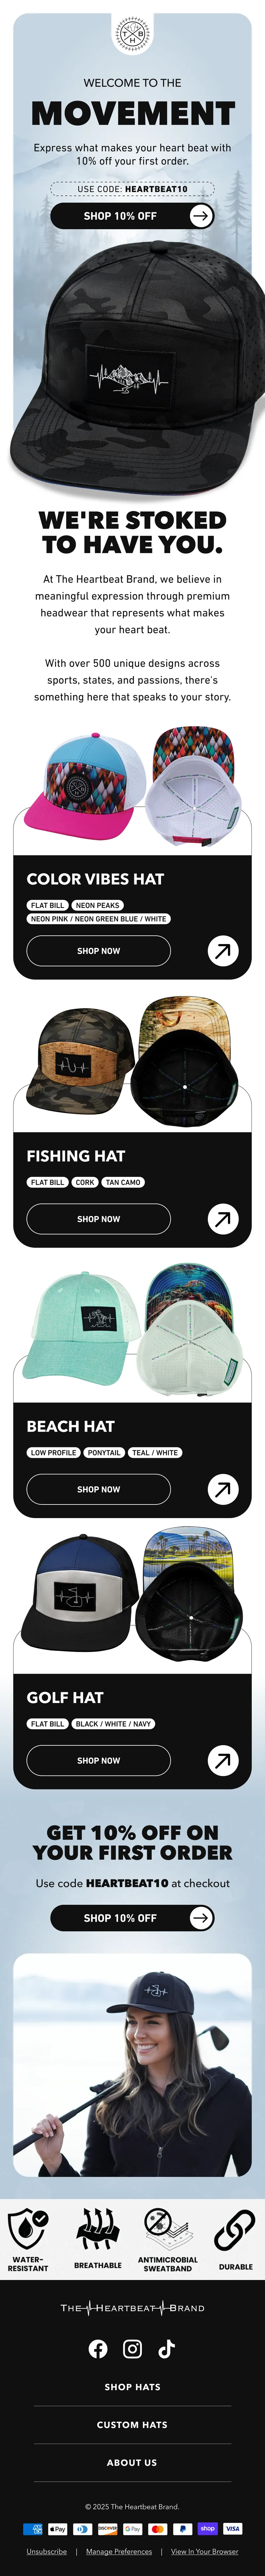 T H B
WELCOME TO THE
MOVEMENT
Express what makes your heart beat with
10% off your first order.
USE CODE: HEARTBEAT10
SHOP 10% OFF
WE'RE STOKED
TO HAVE YOU.
At The Heartbeat Brand, we believe in
meaningful expression through premium
headwear that represents what makes
your heart beat.
With over 500 unique designs across
sports, states, and passions, there's
something here that speaks to your story.
COLOR VIBES HAT
FLAT BILL NEON PEAKS
NEON PINK / NEON GREEN BLUE / WHITE
SHOP NOW
FISHING HAT
FLAT BILL CORK TAN CAMO
SHOP NOW
BEACH HAT
LOW PROFILE PONYTAIL TEAL / WHITE
SHOP NOW
GOLF HAT
FLAT BILL BLACK / WHITE / NAVY
SHOP NOW
GET 10% OFF ON
YOUR FIRST ORDER
Use code HEARTBEAT10 at checkout
SHOP 10% OFF
WATER-
RESISTANT
BREATHABLE
ANTIMICROBIAL
SWEATBAND
DURABLE
THE HEARTBEAT BRAND
SHOP HATS
CUSTOM HATS
ABOUT US
© 2025 The Heartbeat Brand.
Pay DISCOVER G Pay shop VISA
Unsubscribe | Manage Preferences | View In Your Browser